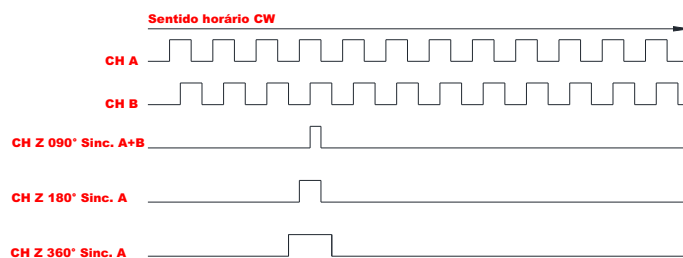 Sentido horário CW
CH A
CH B
CH Z 090° Sinc. A+B
CH Z 180° Sinc. A
CH Z 360° Sinc. A